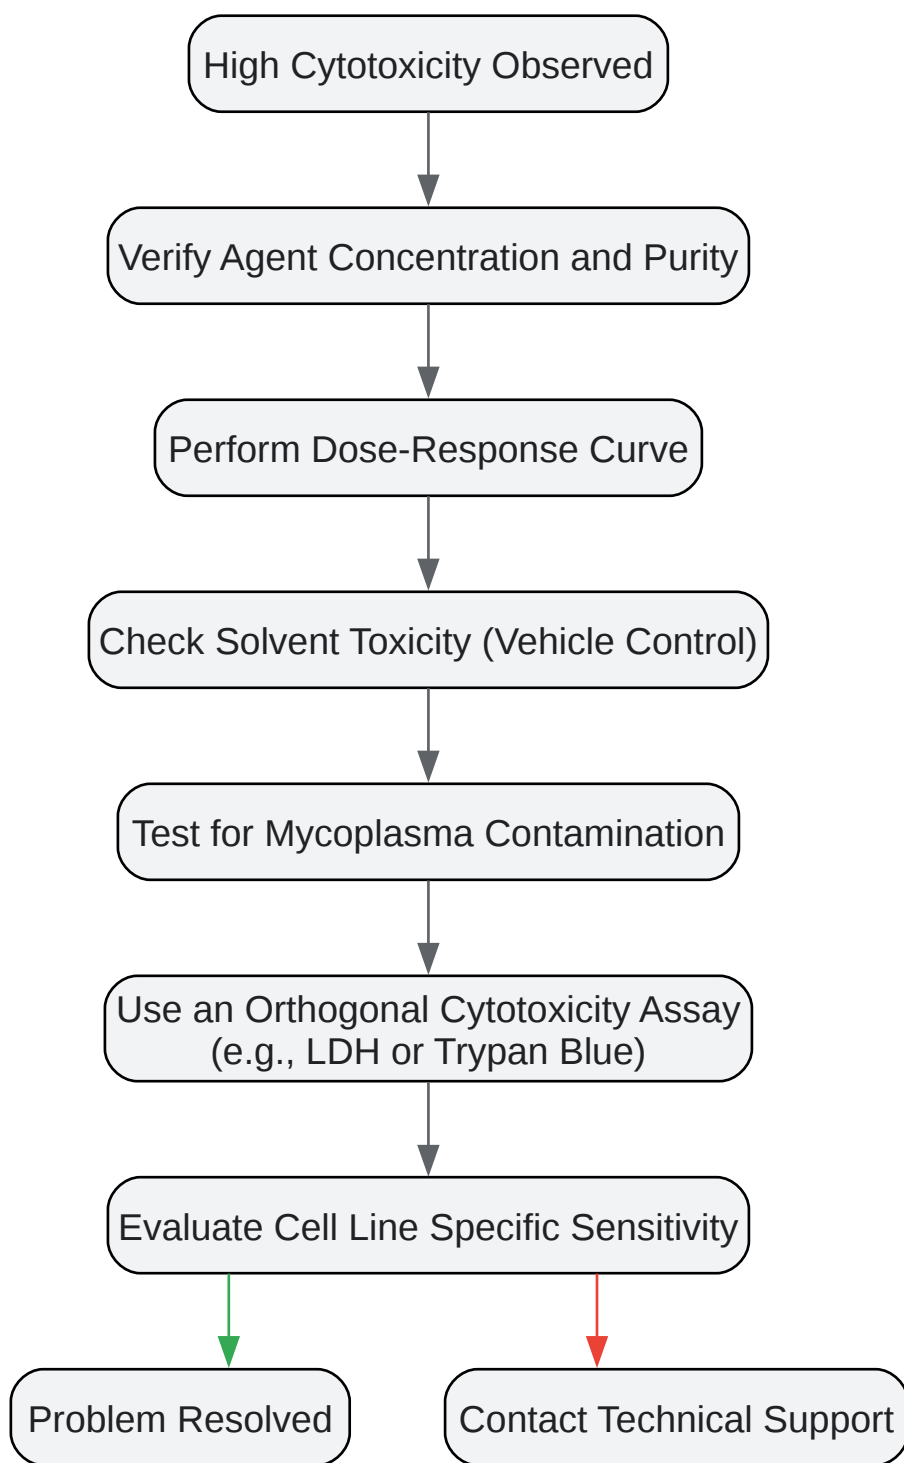 High Cytotoxicity Observed
Verify Agent Concentration and Purity
Perform Dose-Response Curve
Check Solvent Toxicity (Vehicle Control)
Test for Mycoplasma Contamination
Use an Orthogonal Cytotoxicity Assay
(e.g., LDH or Trypan Blue)
Evaluate Cell Line Specific Sensitivity
Problem Resolved
Contact Technical Support